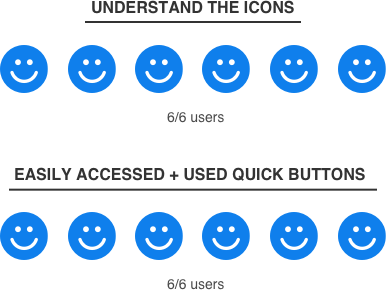 UNDERSTAND THE ICONS
6/6 users
EASILY ACCESSED + USED QUICK BUTTONS
6/6 users